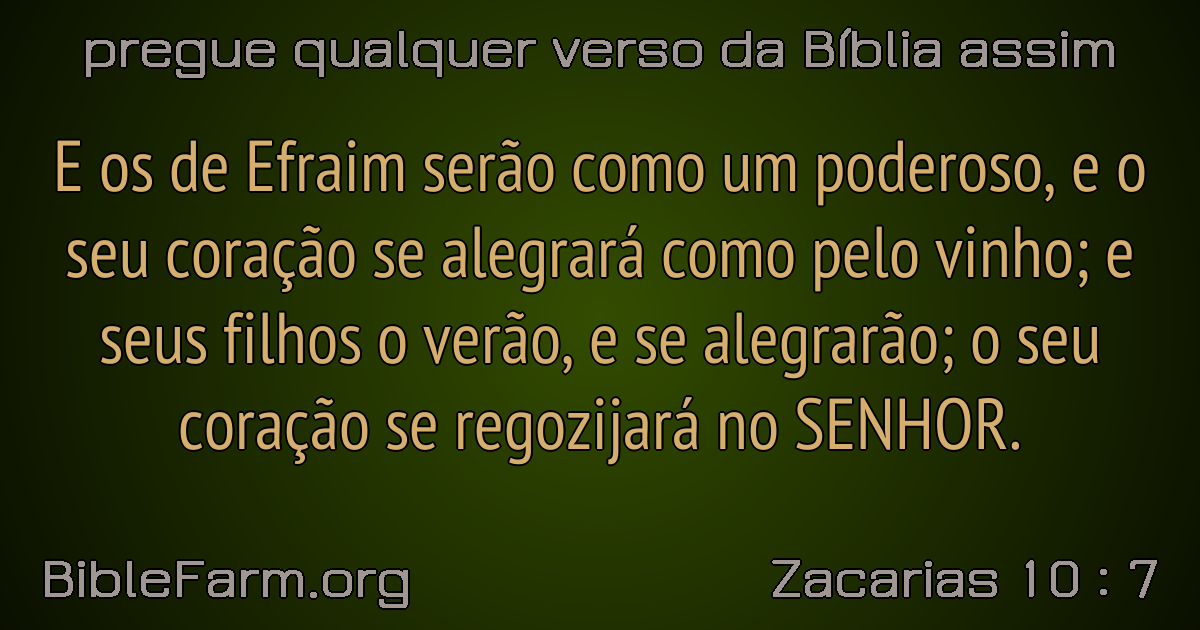 pregue qualquer verso da Bíblia assim
E os de Efraim serão como um poderoso, e o
seu coração se alegrará como pelo vinho; e
seus filhos o verão, e se alegrarão; o seu
coração se regozijará no SENHOR.
BibleFarm.org
Zacarias 10 : 7